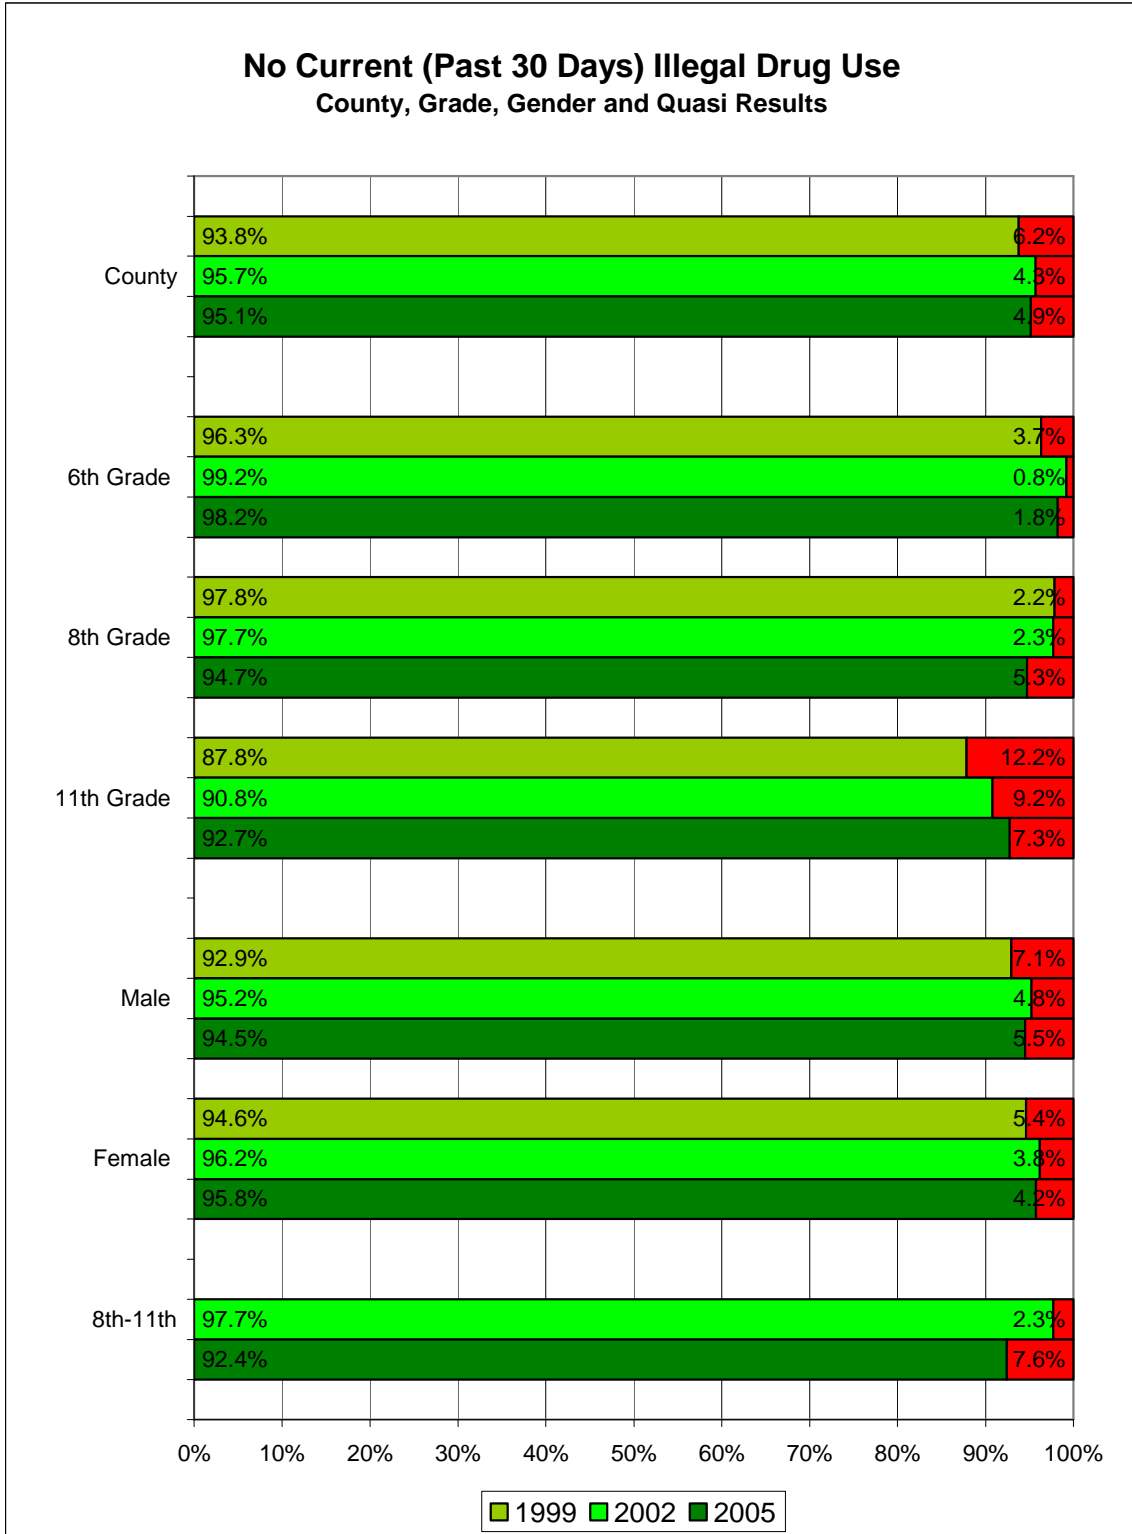 No Current (Past 30 Days) Illegal Drug Use
County, Grade, Gender and Quasi Results
93.8% 6.2%
County 95.7% 4.3%
95.1% 4.9%
96.3% 3.7%
6th Grade 99.2% 0.8%
98.2% 1.8%
97.8% 2.2%
8th Grade 97.7% 2.3%
94.7% 5.3%
87.8% 12.2%
11th Grade 90.8% 9.2%
92.7% 7.3%
92.9% 7.1%
Male 95.2% 4.8%
94.5% 5.5%
94.6% 5.4%
Female 96.2% 3.8%
95.8% 4.2%
8th-11th 97.7% 2.3%
92.4% 7.6%
0% 10% 20% 30% 40% 50% 60% 70% 80% 90% 100%
1999 2002 2005